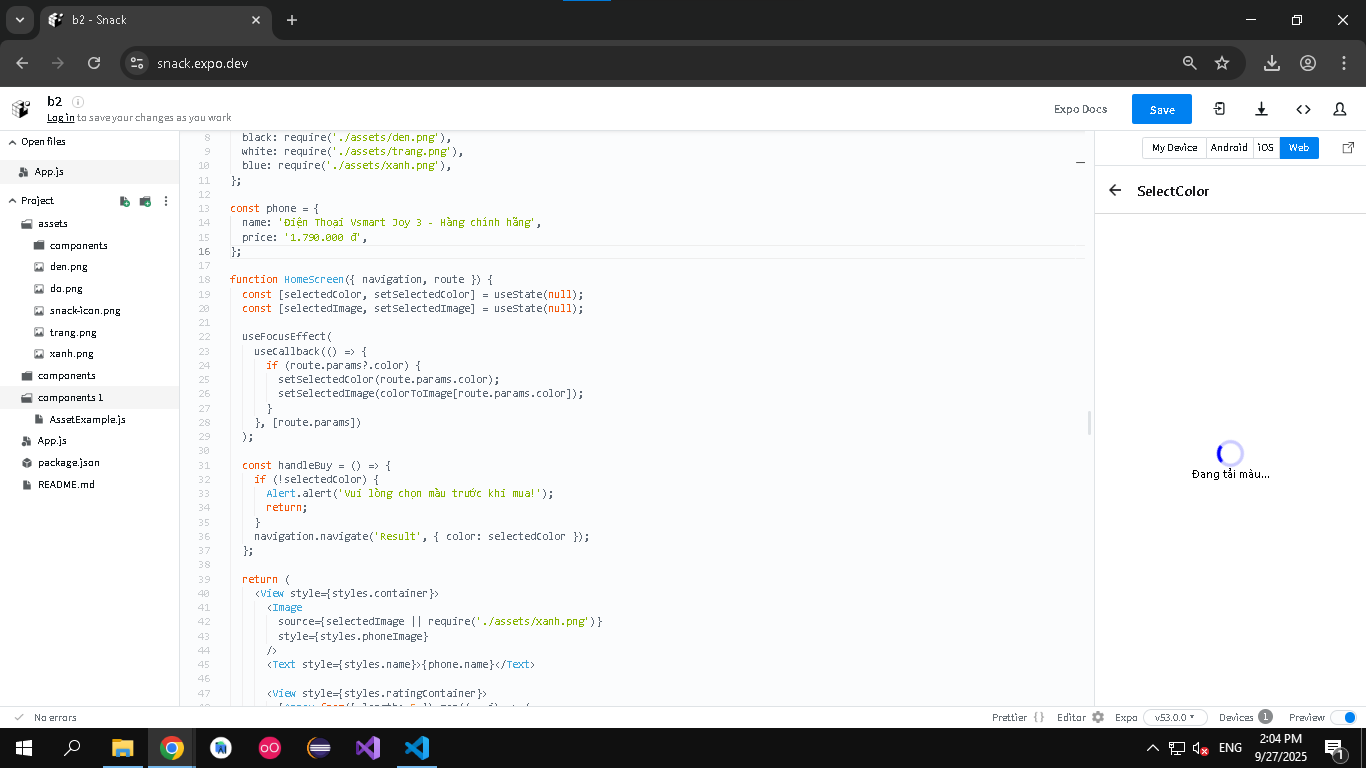 b2 - Snack
snack.expo.dev
b2
Log in to save your changes as you work
Expo Docs
Save
Open files
App.js
Project
assets
components
den.png
do.png
snack-icon.png
trang.png
xanh.png
components
components 1
AssetExample.js
App.js
package.json
README.md
8 black: require('./assets/den.png'),
9 white: require('./assets/trang.png'),
10 blue: require('./assets/xanh.png'),
11 };
12
13 const phone = {
14 name: 'Điện Thoại Vsmart Joy 3 - Hàng chính hãng',
15 price: '1.790.000 đ',
16 };
17
18 function HomeScreen({ navigation, route }) {
19 const [selectedColor, setSelectedColor] = useState(null);
20 const [selectedImage, setSelectedImage] = useState(null);
21
22 useFocusEffect(
23 useCallback(() => {
24 if (route.params?.color) {
25 setSelectedColor(route.params.color);
26 setSelectedImage(colorToImage[route.params.color]);
27 }
28 }, [route.params])
29 );
30
31 const handleBuy = () => {
32 if (!selectedColor) {
33 Alert.alert('Vui lòng chọn màu trước khi mua!');
34 return;
35 }
36 navigation.navigate('Result', { color: selectedColor });
37 };
38
39 return (
40 <View style={styles.container}>
41 <Image
42 source={selectedImage || require('./assets/xanh.png')}
43 style={styles.phoneImage}
44 />
45 <Text style={styles.name}>{phone.name}</Text>
46
47 <View style={styles.ratingContainer}>
My Device Android iOS Web
SelectColor
Đang tải màu...
No errors
Prettier {} Editor Expo v53.0.0 Devices 1 Preview
ENG
2:04 PM
9/27/2025
1